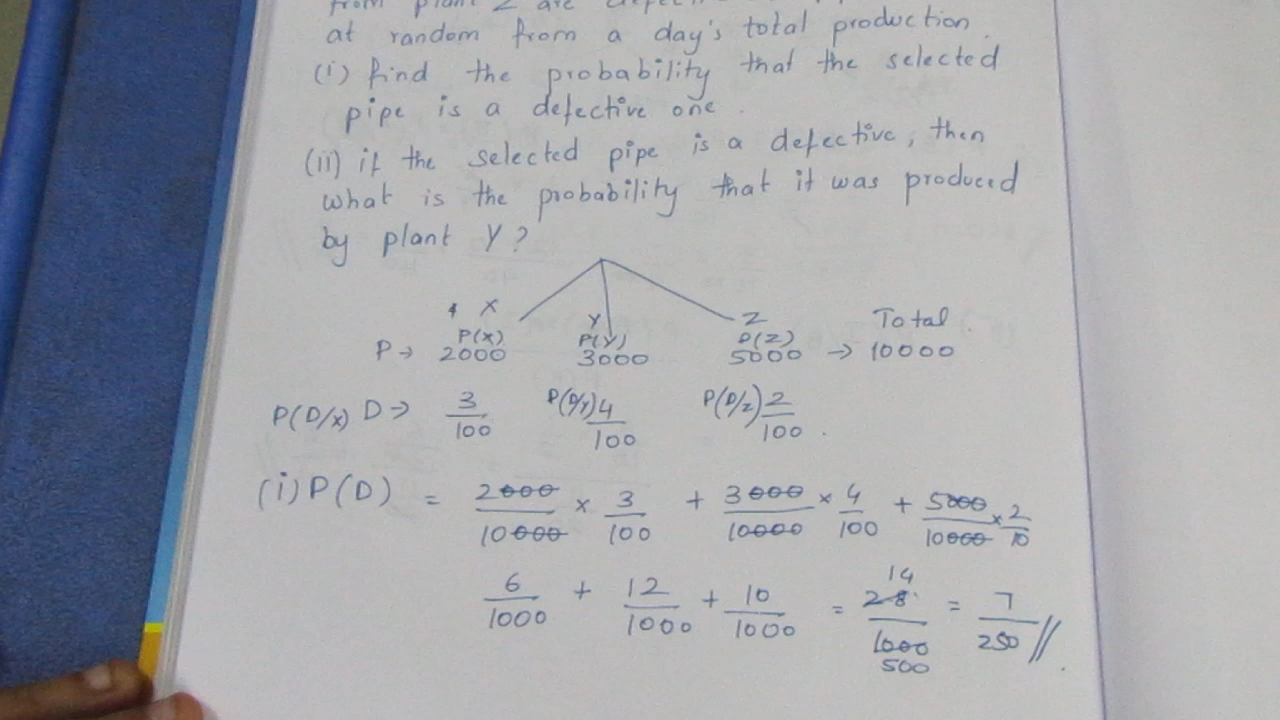 from plant Z are
at random from a day's total production.
(i) find the probability that the selected
pipe is a defective one.
(ii) if the selected pipe is a defective, then
what is the probability that it was produced
by plant Y?
X Y Z Total
P(X) P(Y) P(Z)
P → 2000 3000 5000 → 10000
P(D/X) D → 3/100 P(D/Y) 4/100 P(D/Z) 2/100.
(i) P(D) = 2000/10000 x 3/100 + 3000/10000 x 4/100 + 5000/10000 x 2/10
6/1000 + 12/1000 + 10/1000 = 28/1000 = 7/250 //
14
500